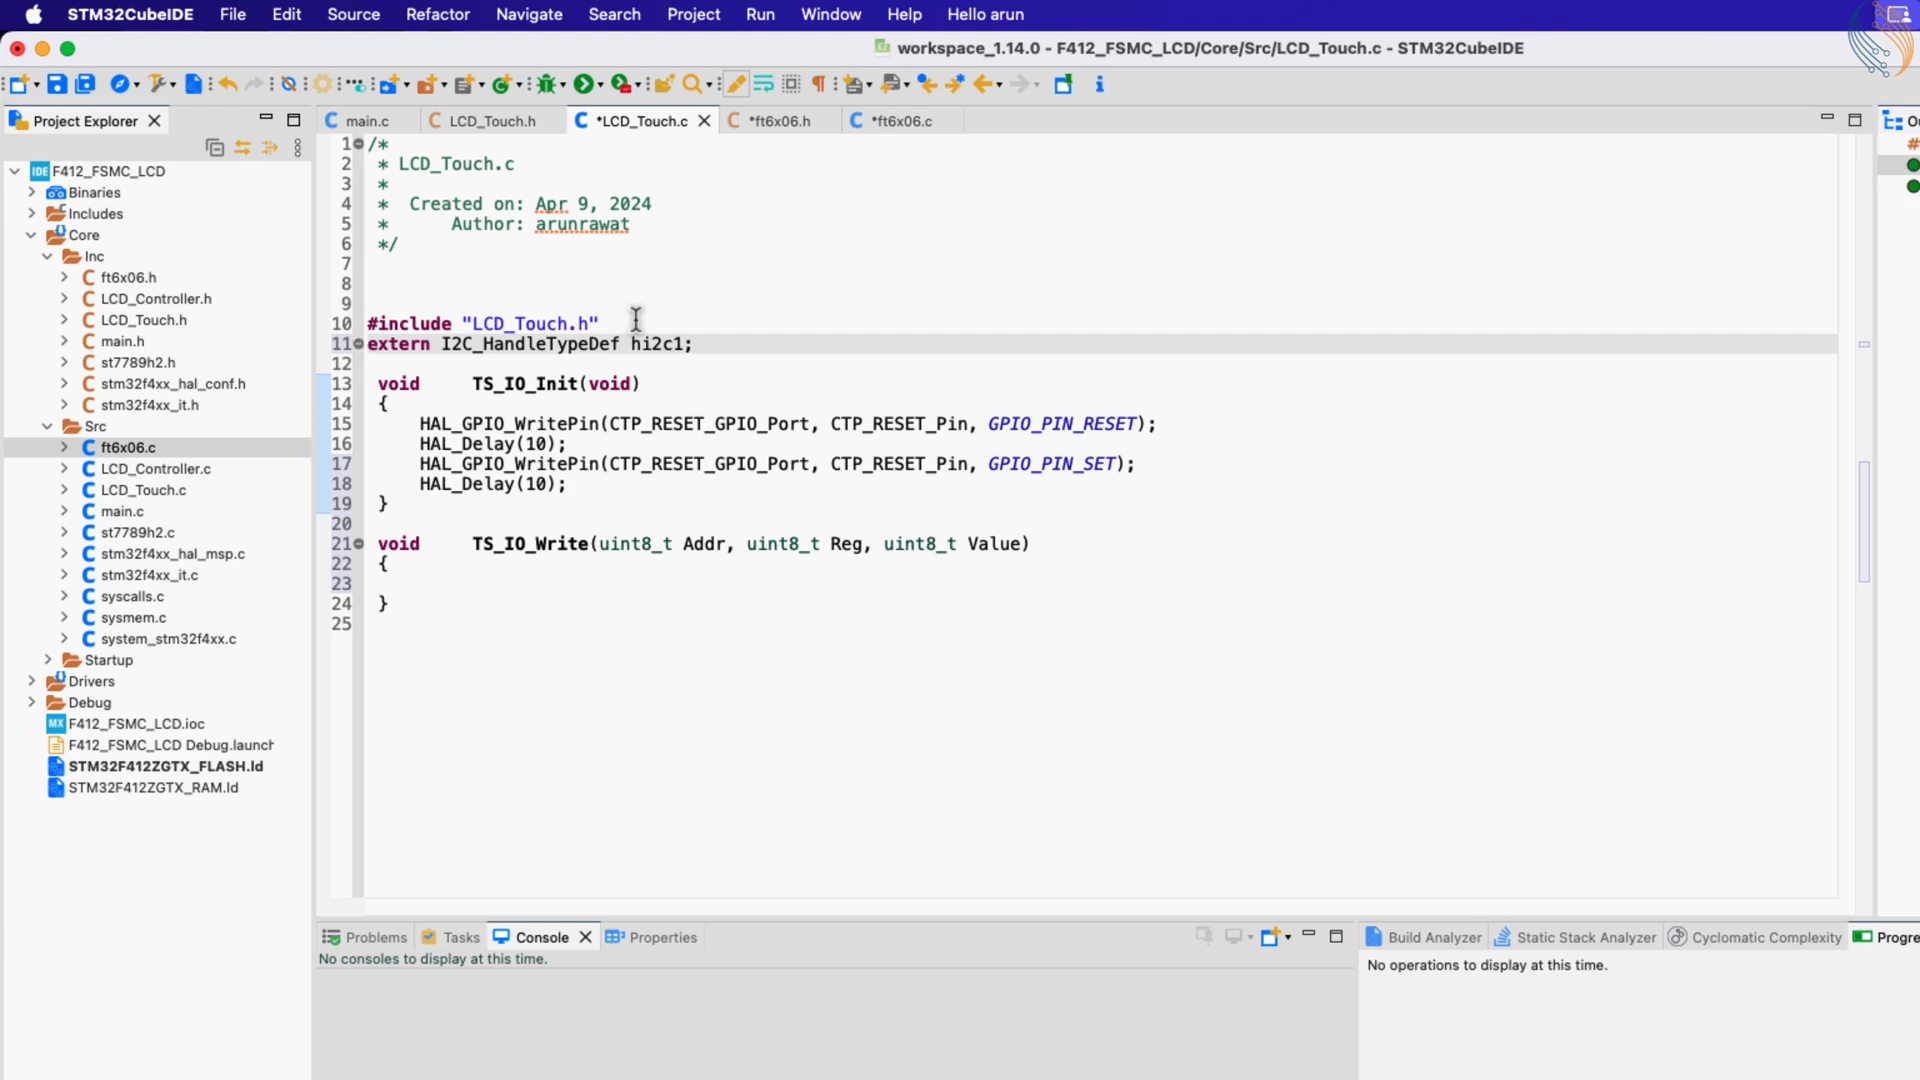 STM32CubeIDE File Edit Source Refactor Navigate Search Project Run Window Help Hello arun
workspace_1.14.0 - F412_FSMC_LCD/Core/Src/LCD_Touch.c - STM32CubeIDE
Project Explorer
main.c
LCD_Touch.h
*LCD_Touch.c
*ft6x06.h
*ft6x06.c
IDE F412_FSMC_LCD
Binaries
Includes
Core
Inc
ft6x06.h
LCD_Controller.h
LCD_Touch.h
main.h
st7789h2.h
stm32f4xx_hal_conf.h
stm32f4xx_it.h
Src
ft6x06.c
LCD_Controller.c
LCD_Touch.c
main.c
st7789h2.c
stm32f4xx_hal_msp.c
stm32f4xx_it.c
syscalls.c
sysmem.c
system_stm32f4xx.c
Startup
Drivers
Debug
MX F412_FSMC_LCD.ioc
F412_FSMC_LCD Debug.launch
STM32F412ZGTX_FLASH.ld
STM32F412ZGTX_RAM.ld
1 /*
2 * LCD_Touch.c
3 *
4 * Created on: Apr 9, 2024
5 * Author: arunrawat
6 */
7
8
9
10 #include "LCD_Touch.h"
11 extern I2C_HandleTypeDef hi2c1;
12
13 void TS_IO_Init(void)
14 {
15 HAL_GPIO_WritePin(CTP_RESET_GPIO_Port, CTP_RESET_Pin, GPIO_PIN_RESET);
16 HAL_Delay(10);
17 HAL_GPIO_WritePin(CTP_RESET_GPIO_Port, CTP_RESET_Pin, GPIO_PIN_SET);
18 HAL_Delay(10);
19 }
20
21 void TS_IO_Write(uint8_t Addr, uint8_t Reg, uint8_t Value)
22 {
23
24 }
25
Problems Tasks Console Properties
No consoles to display at this time.
Build Analyzer Static Stack Analyzer Cyclomatic Complexity Progre
No operations to display at this time.